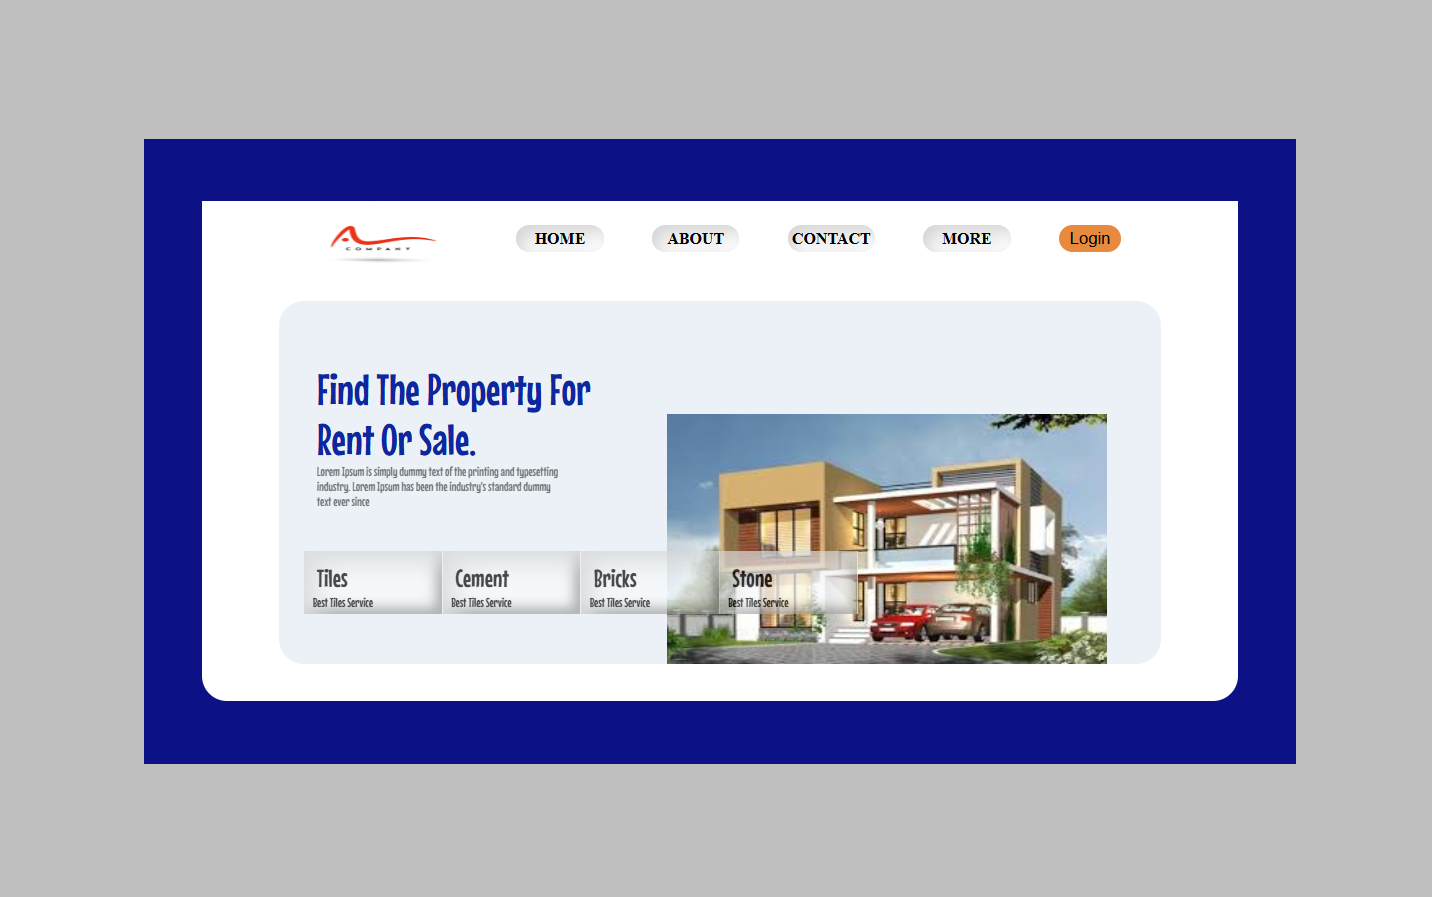 A
COMPANY
HOME ABOUT CONTACT MORE Login
Find The Property For
Rent Or Sale.
Lorem Ipsum is simply dummy text of the printing and typesetting
industry. Lorem Ipsum has been the industry's standard dummy
text ever since
Tiles Cement Bricks Stone
Best Tiles Service Best Tiles Service Best Tiles Service Best Tiles Service